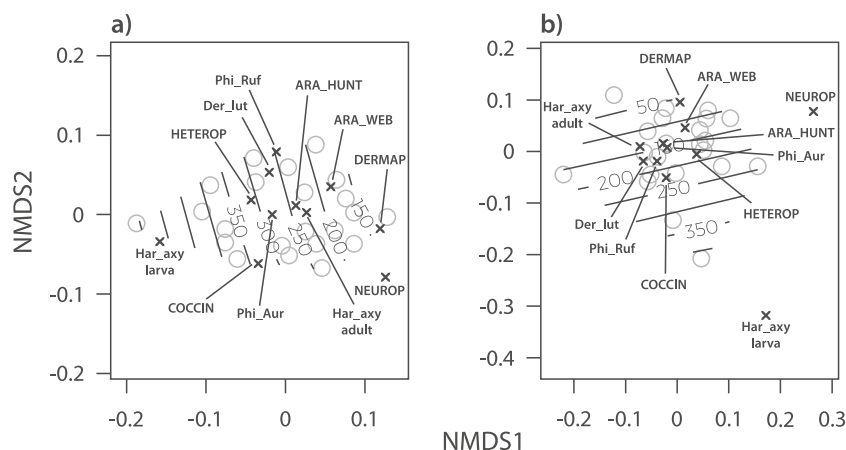 a)
0.2
0.1
0
-0.1
-0.2
-0.2
-0.1
0
0.1
NMDS2
Phi_Ruf
ARA_HUNT
Der_lut
ARA_WEB
HETEROP
DERMAP
150
200
250
300
350
Har_axy
larva
COCCIN
Phi_Aur
Har_axy
adult
NEUROP
b)
0.2
0.1
0
-0.1
-0.2
-0.3
-0.4
-0.2
-0.1
0
0.1
0.2
0.3
DERMAP
ARA_WEB
NEUROP
Har_axy
adult
50
ARA_HUNT
Phi_Aur
200
250
Der_lut
HETEROP
Phi_Ruf
350
COCCIN
Har_axy
larva
NMDS1